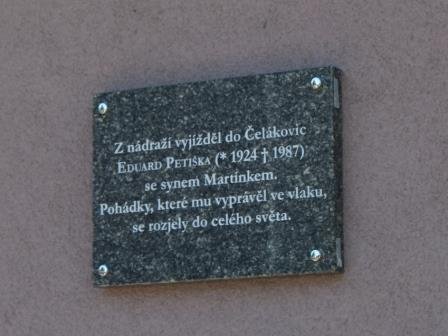 Z nádraží vyjížděl do Čelákovic
Eduard Petiška (* 1924 † 1987)
se synem Martínkem.
Pohádky, které mu vyprávěl ve vlaku,
se rozjely do celého světa.